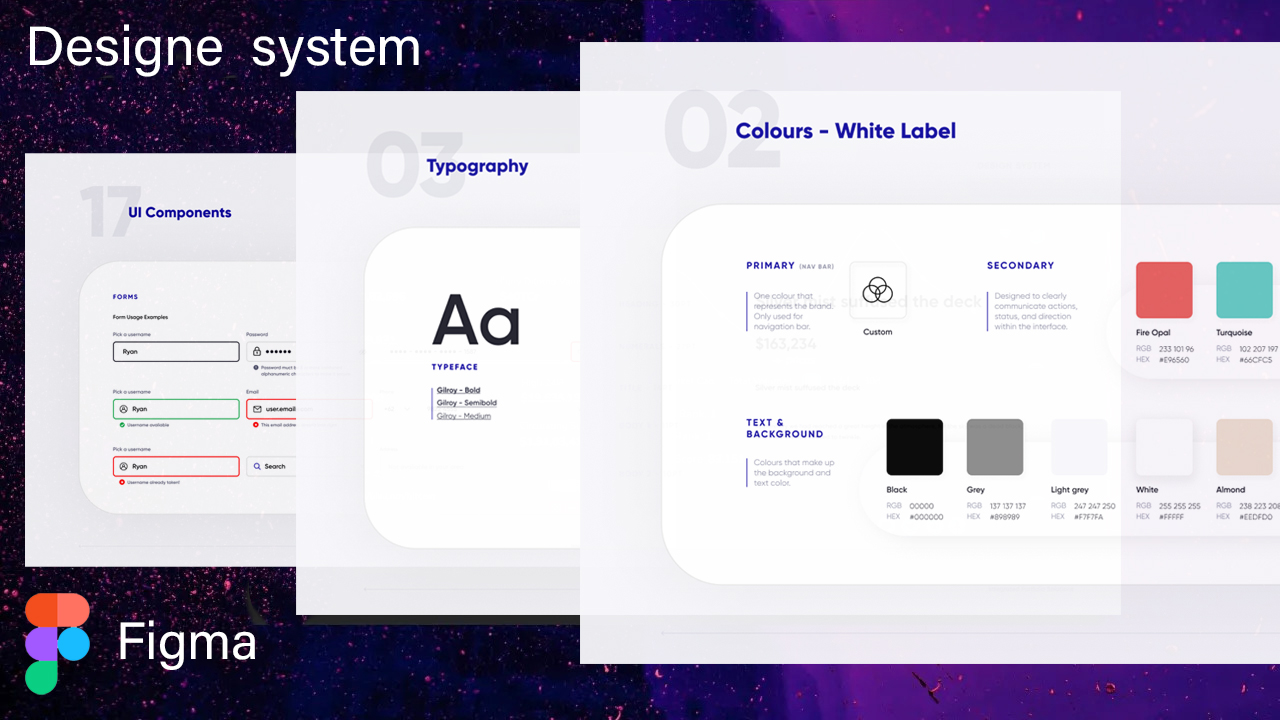 Designe system
17
UI Components
FORMS
Form Usage Examples
Pick a username
Password
Ryan
Password must b
alphanumeric ch
Pick a username
Email
Ryan
user.email
Username available
This email addre
Pick a username
Ryan
Search
Username already taken!
03
Typography
Aa
TYPEFACE
Gilroy - Bold
Gilroy - Semibold
Gilroy - Medium
02
Colours - White Label
PRIMARY (NAV BAR)
One colour that
represents the brand.
Only used for
navigation bar.
Custom
the deck
$163,234
SECONDARY
Designed to clearly
communicate actions,
status, and direction
within the interface.
Fire Opal
RGB 233 101 96
HEX #E96560
Turquoise
RGB 102 207 197
HEX #66CFC5
TEXT &
BACKGROUND
Colours that make up
the background and
text color.
Black
RGB 00000
HEX #000000
Grey
RGB 137 137 137
HEX #898989
Light grey
RGB 247 247 250
HEX #F7F7FA
White
RGB 255 255 255
HEX #FFFFF
Almond
RGB 238 223 208
HEX #EEDFD0
Figma